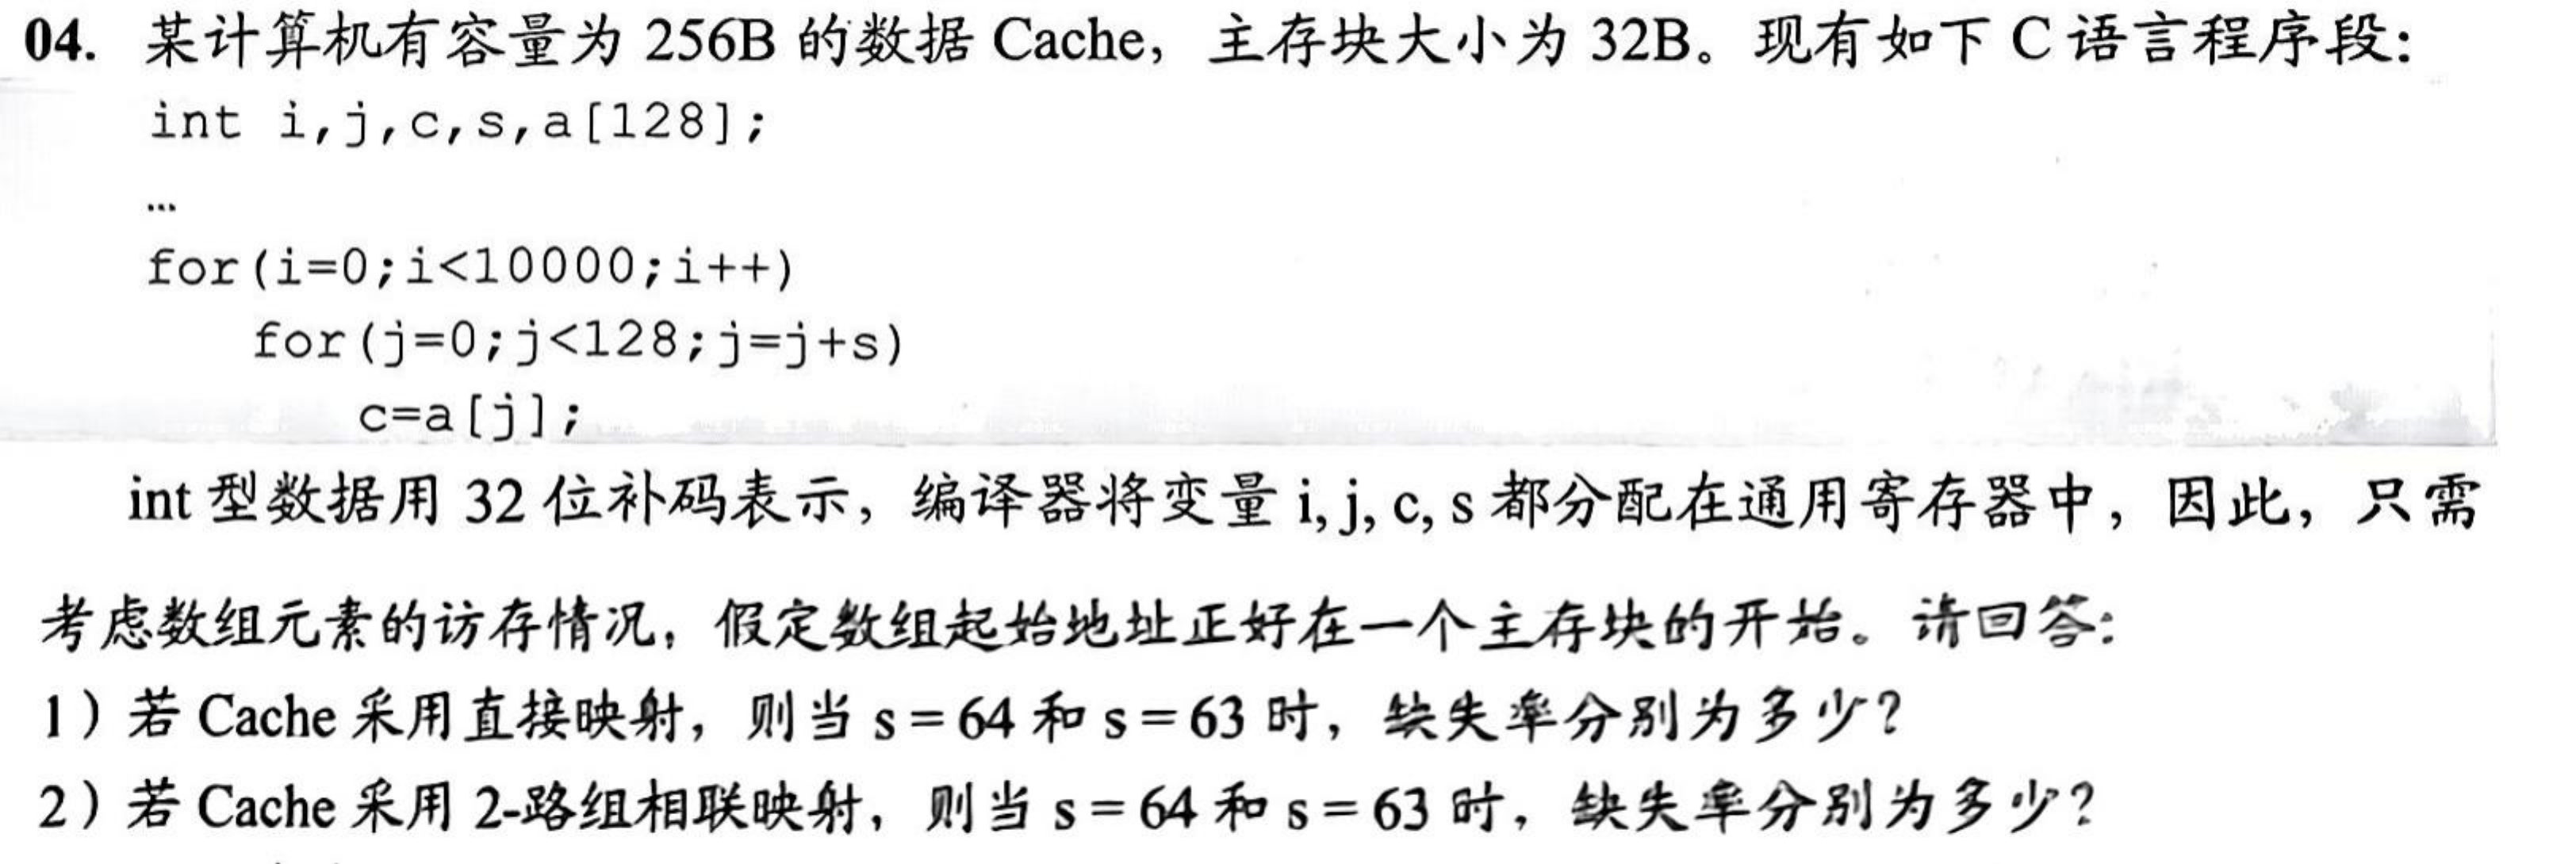 04. 某计算机有容量为 256B 的数据 Cache，主存块大小为 32B。现有如下 C 语言程序段：
int i,j,c,s,a[128];
…
for(i=0;i<10000;i++)
for(j=0;j<128;j=j+s)
c=a[j];
int 型数据用 32 位补码表示，编译器将变量 i, j, c, s 都分配在通用寄存器中，因此，只需
考虑数组元素的访存情况，假定数组起始地址正好在一个主存块的开始。请回答：
1）若 Cache 采用直接映射，则当 s = 64 和 s = 63 时，缺失率分别为多少？
2）若 Cache 采用 2-路组相联映射，则当 s = 64 和 s = 63 时，缺失率分别为多少？